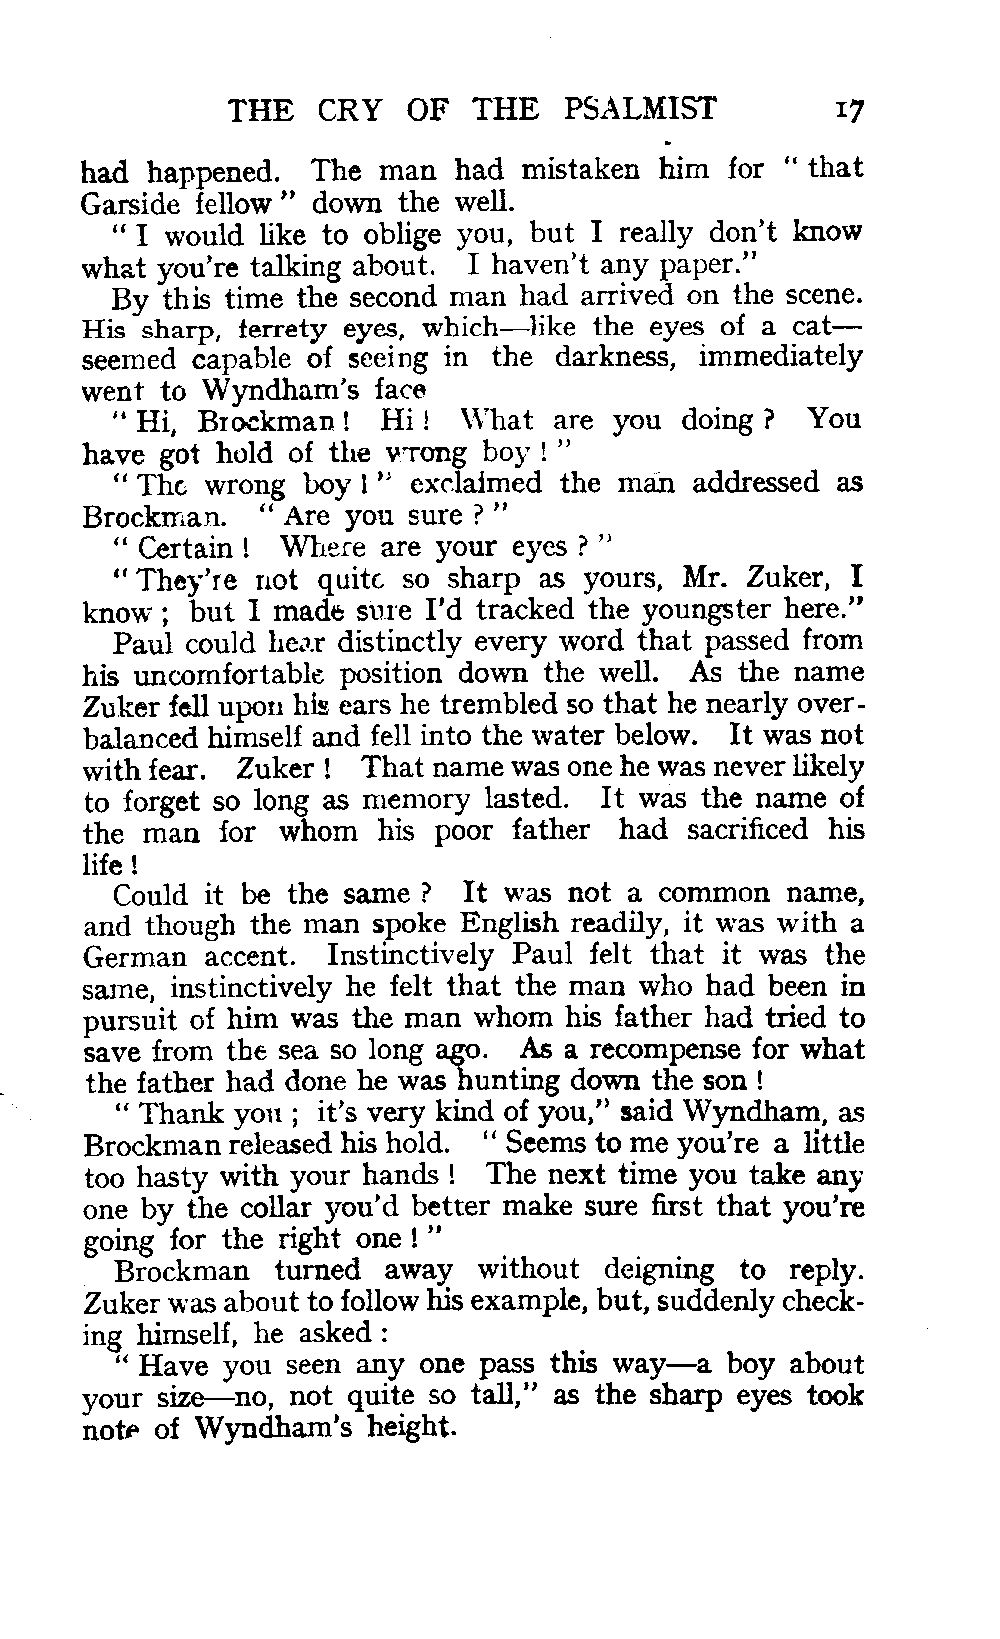 THE CRY OF THE PSALMIST 17
had happened. The man had mistaken him for " that
Garside fellow " down the well.
" I would like to oblige you, but I really don't know
what you're talking about. I haven't any paper."
By this time the second man had arrived on the scene.
His sharp, ferrety eyes, which—like the eyes of a cat—
seemed capable of seeing in the darkness, immediately
went to Wyndham's face
" Hi, Brockman ! Hi ! What are you doing ? You
have got hold of the wrong boy ! "
" The wrong boy ! " exclaimed the man addressed as
Brockman. " Are you sure ? "
" Certain ! Where are your eyes ? "
" They're not quite so sharp as yours, Mr. Zuker, I
know ; but I made sure I'd tracked the youngster here."
Paul could hear distinctly every word that passed from
his uncomfortable position down the well. As the name
Zuker fell upon his ears he trembled so that he nearly over-
balanced himself and fell into the water below. It was not
with fear. Zuker ! That name was one he was never likely
to forget so long as memory lasted. It was the name of
the man for whom his poor father had sacrificed his
life !
Could it be the same ? It was not a common name,
and though the man spoke English readily, it was with a
German accent. Instinctively Paul felt that it was the
same, instinctively he felt that the man who had been in
pursuit of him was the man whom his father had tried to
save from the sea so long ago. As a recompense for what
the father had done he was hunting down the son !
" Thank you ; it's very kind of you," said Wyndham, as
Brockman released his hold. " Seems to me you're a little
too hasty with your hands ! The next time you take any
one by the collar you'd better make sure first that you're
going for the right one ! "
Brockman turned away without deigning to reply.
Zuker was about to follow his example, but, suddenly check-
ing himself, he asked :
" Have you seen any one pass this way—a boy about
your size—no, not quite so tall," as the sharp eyes took
note of Wyndham's height.